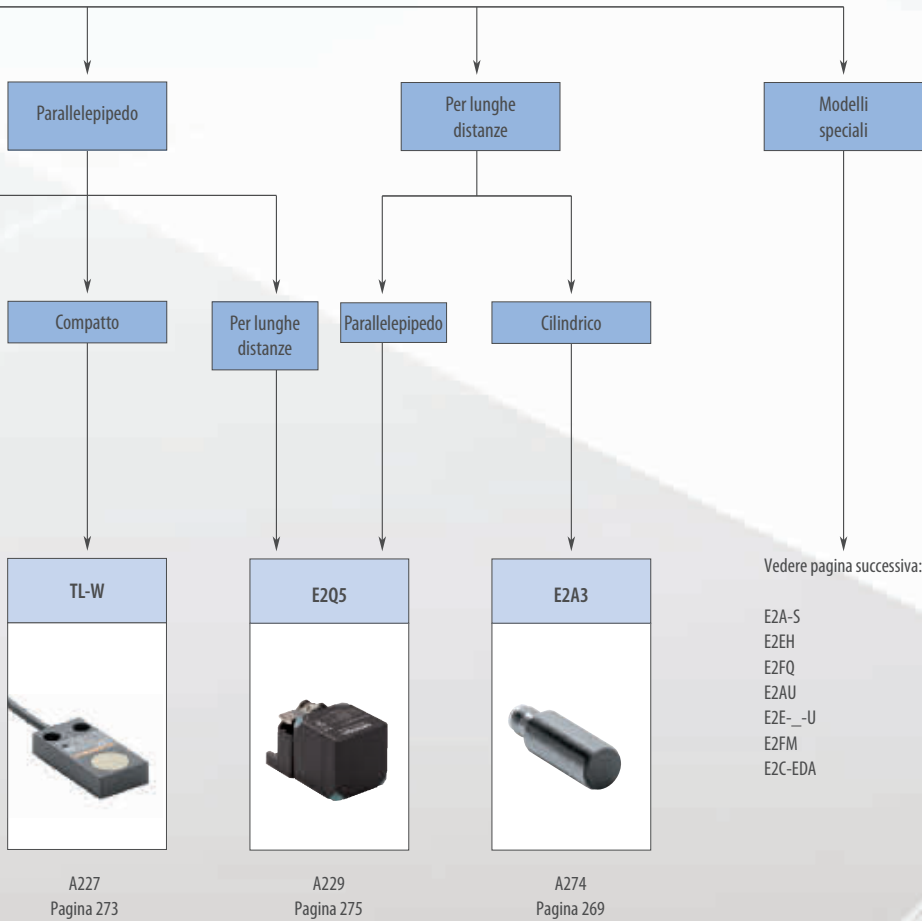 Parallelepipedo
Per lunghe
distanze
Modelli
speciali
Compatto
Per lunghe
distanze
Parallelepipedo
Cilindrico
TL-W
E2Q5
E2A3
Vedere pagina successiva:
E2A-S
E2EH
E2FQ
E2AU
E2E-_-U
E2FM
E2C-EDA
A227
Pagina 273
A229
Pagina 275
A274
Pagina 269